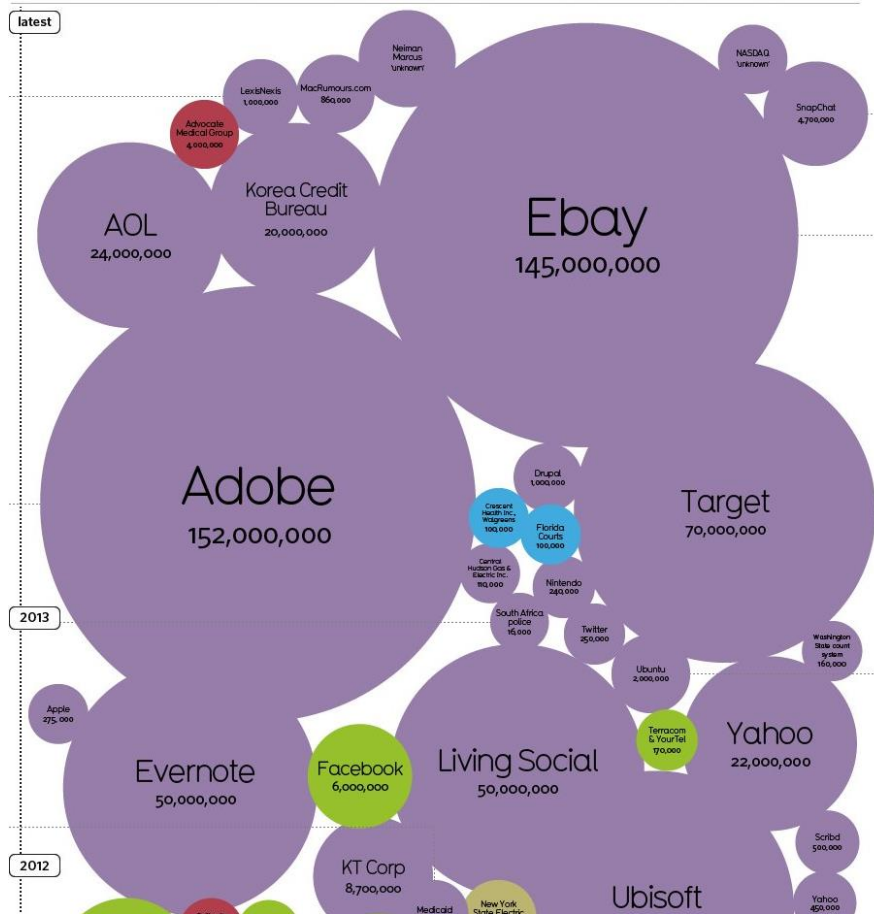 latest
Neiman
Marcus
'unknown'
NASDAQ
'unknown'
LexisNexis
1,000,000
MacRumours.com
860,000
SnapChat
4,700,000
Advocate
Medical Group
4,000,000
Korea Credit
Bureau
20,000,000
AOL
24,000,000
Ebay
145,000,000
Adobe
152,000,000
Drupal
1,000,000
Target
70,000,000
Crescent
Health Inc.,
Walgreens
100,000
Florida
Courts
100,000
Central
Hudson Gas &
Electric Inc.
110,000
Nintendo
240,000
2013
South Africa
police
16,000
Twitter
250,000
Washington
State court
system
160,000
Ubuntu
2,000,000
Apple
275,000
Terracom
& YourTel
170,000
Yahoo
22,000,000
Evernote
50,000,000
Facebook
6,000,000
Living Social
50,000,000
2012
KT Corp
8,700,000
Scribd
500,000
Ubisoft
Medicaid
New York
State Electric
Yahoo
450,000